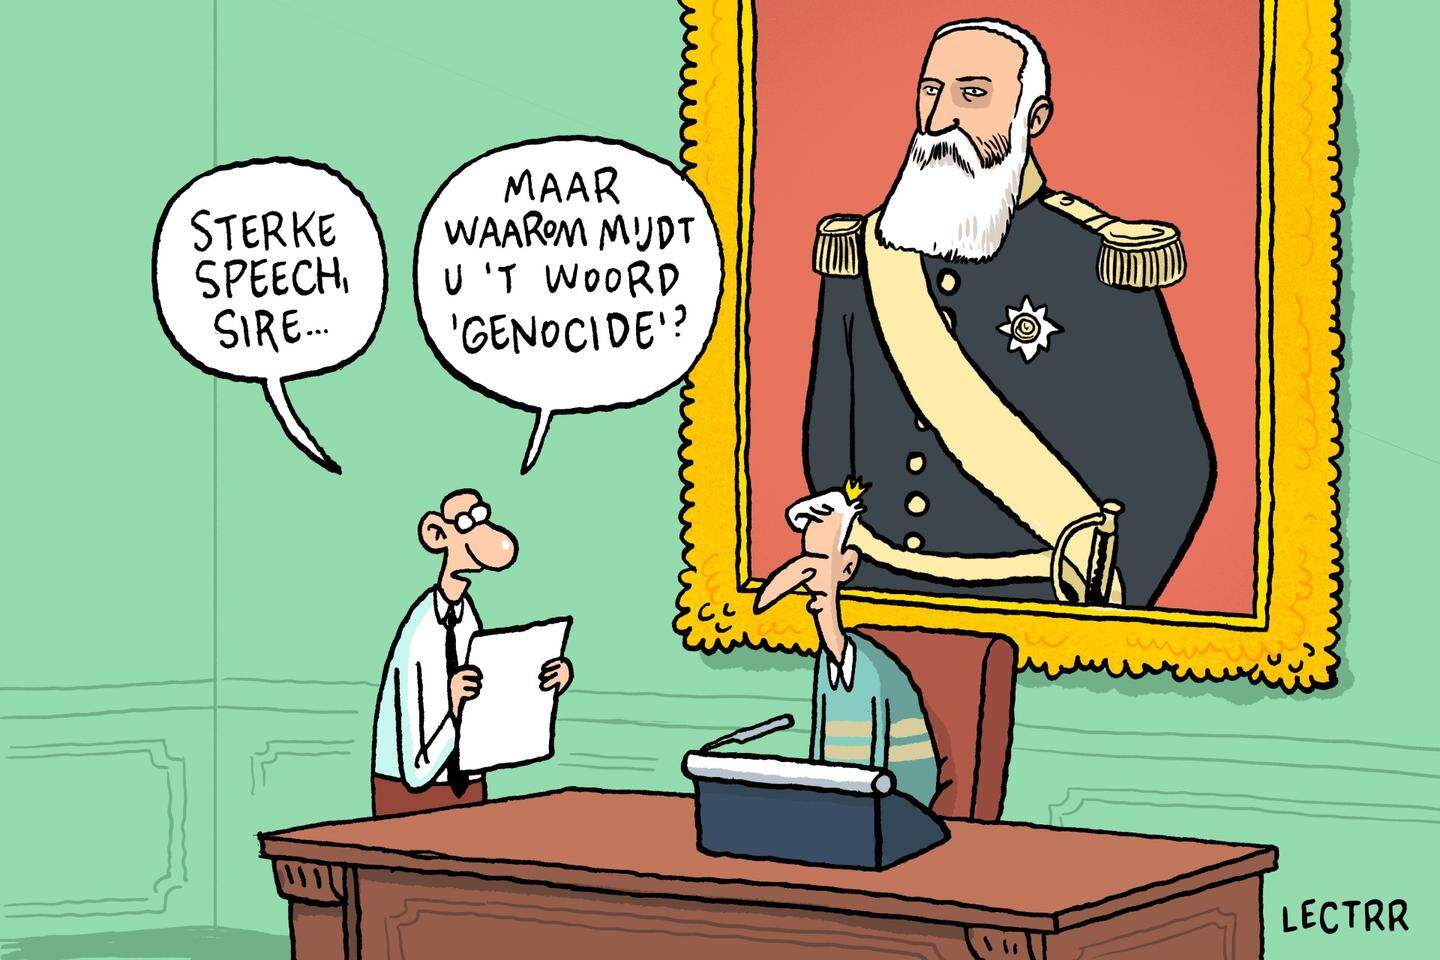 STERKE
SPEECH,
SIRE...
MAAR
WAAROM MIJDT
U 'T WOORD
'GENOCIDE'?
LECTRR